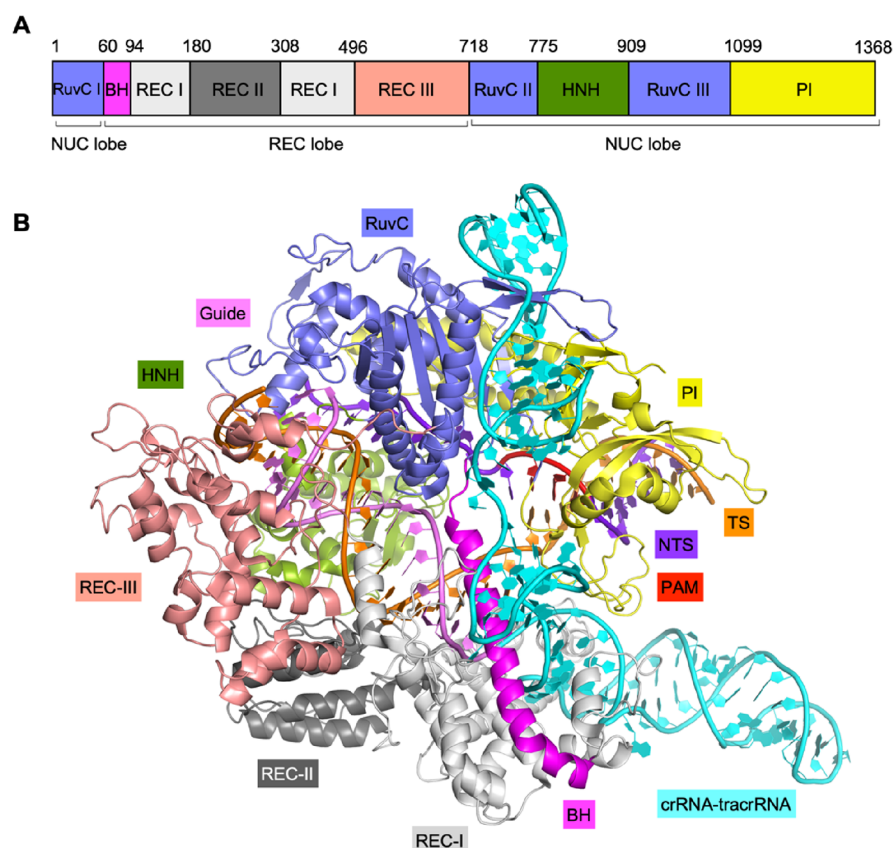 A
1 60 94 180 308 496 718 775 909 1099 1368
RuvC I BH REC I REC II REC I REC III RuvC II HNH RuvC III PI
NUC lobe REC lobe NUC lobe
B
RuvC
Guide
HNH
PI
TS
NTS
REC-III
PAM
REC-II
crRNA-tracrRNA
BH
REC-I